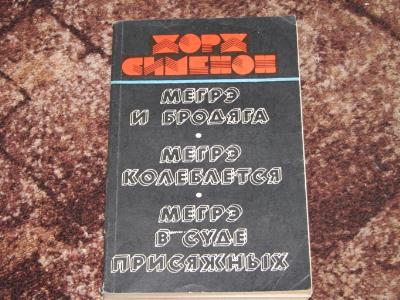 ЖОРЖ
СИМЕНОН
МЕГРЭ
И БРОДЯГА
•
МЕГРЭ
КОЛЕБЛЕТСЯ
•
МЕГРЭ
В СУДЕ
ПРИСЯЖНЫХ